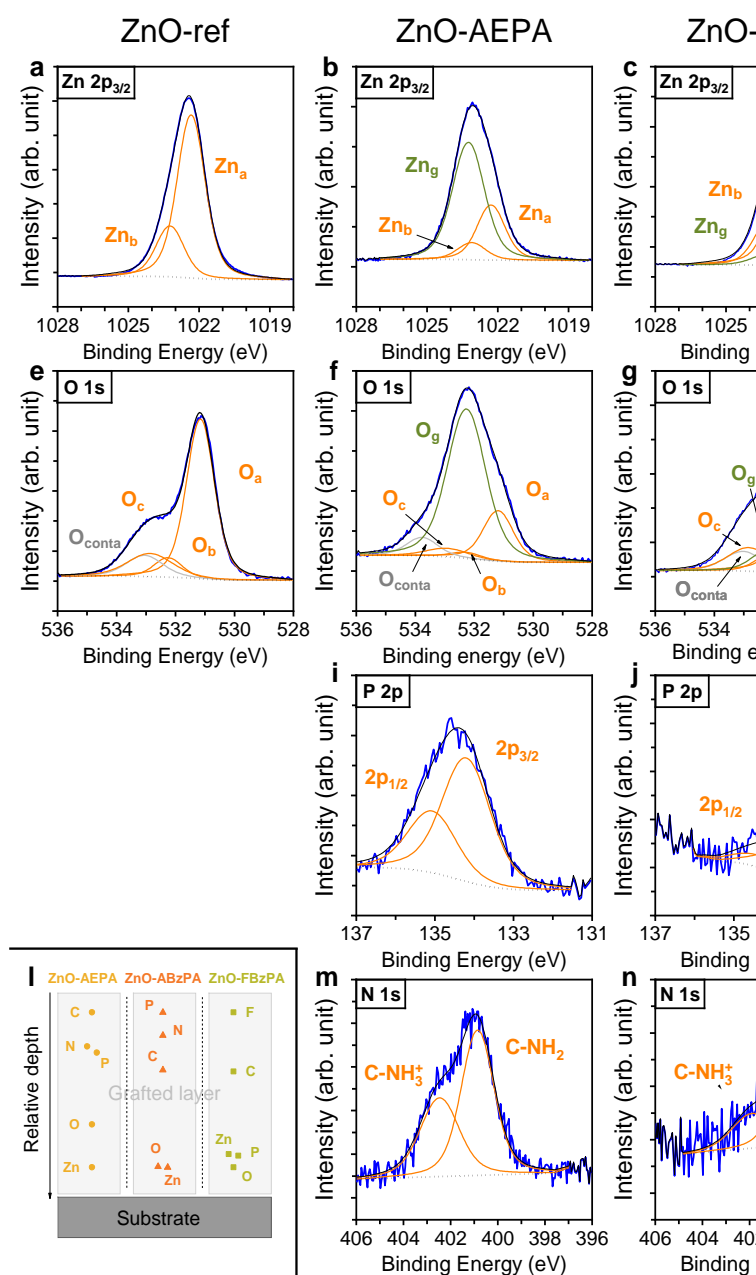 ZnO-ref ZnO-AEPA ZnO-
a b c
Zn 2p3/2 Zn 2p3/2 Zn 2p3/2
Intensity (arb. unit) Intensity (arb. unit) Intensity (arb. unit)
Zna Znb
Zng Zna Znb
Znb Zng
1028 1025 1022 1019 1028 1025 1022 1019 1028 1025
Binding Energy (eV) Binding Energy (eV) Binding
e f g
O 1s O 1s O 1s
Intensity (arb. unit) Intensity (arb. unit) Intensity (arb. unit)
Oa Oc Oconta Ob
Og Oc Oa Oconta Ob
Og Oc Oconta
536 534 532 530 528 536 534 532 530 528 536 534
Binding Energy (eV) Binding energy (eV) Binding e
i j
P 2p P 2p
Intensity (arb. unit) Intensity (arb. unit)
2p1/2 2p3/2 2p1/2
137 135 133 131 137 135
Binding Energy (eV) Binding
l
ZnO-AEPA ZnO-ABzPA ZnO-FBzPA
Relative depth
C P F
N N
P C C
Grafted layer
O Zn
O P
Zn Zn O
Substrate
m n
N 1s N 1s
Intensity (arb. unit) Intensity (arb. unit)
C-NH3+ C-NH2 C-NH3+
406 404 402 400 398 396 406 404 402
Binding Energy (eV) Binding